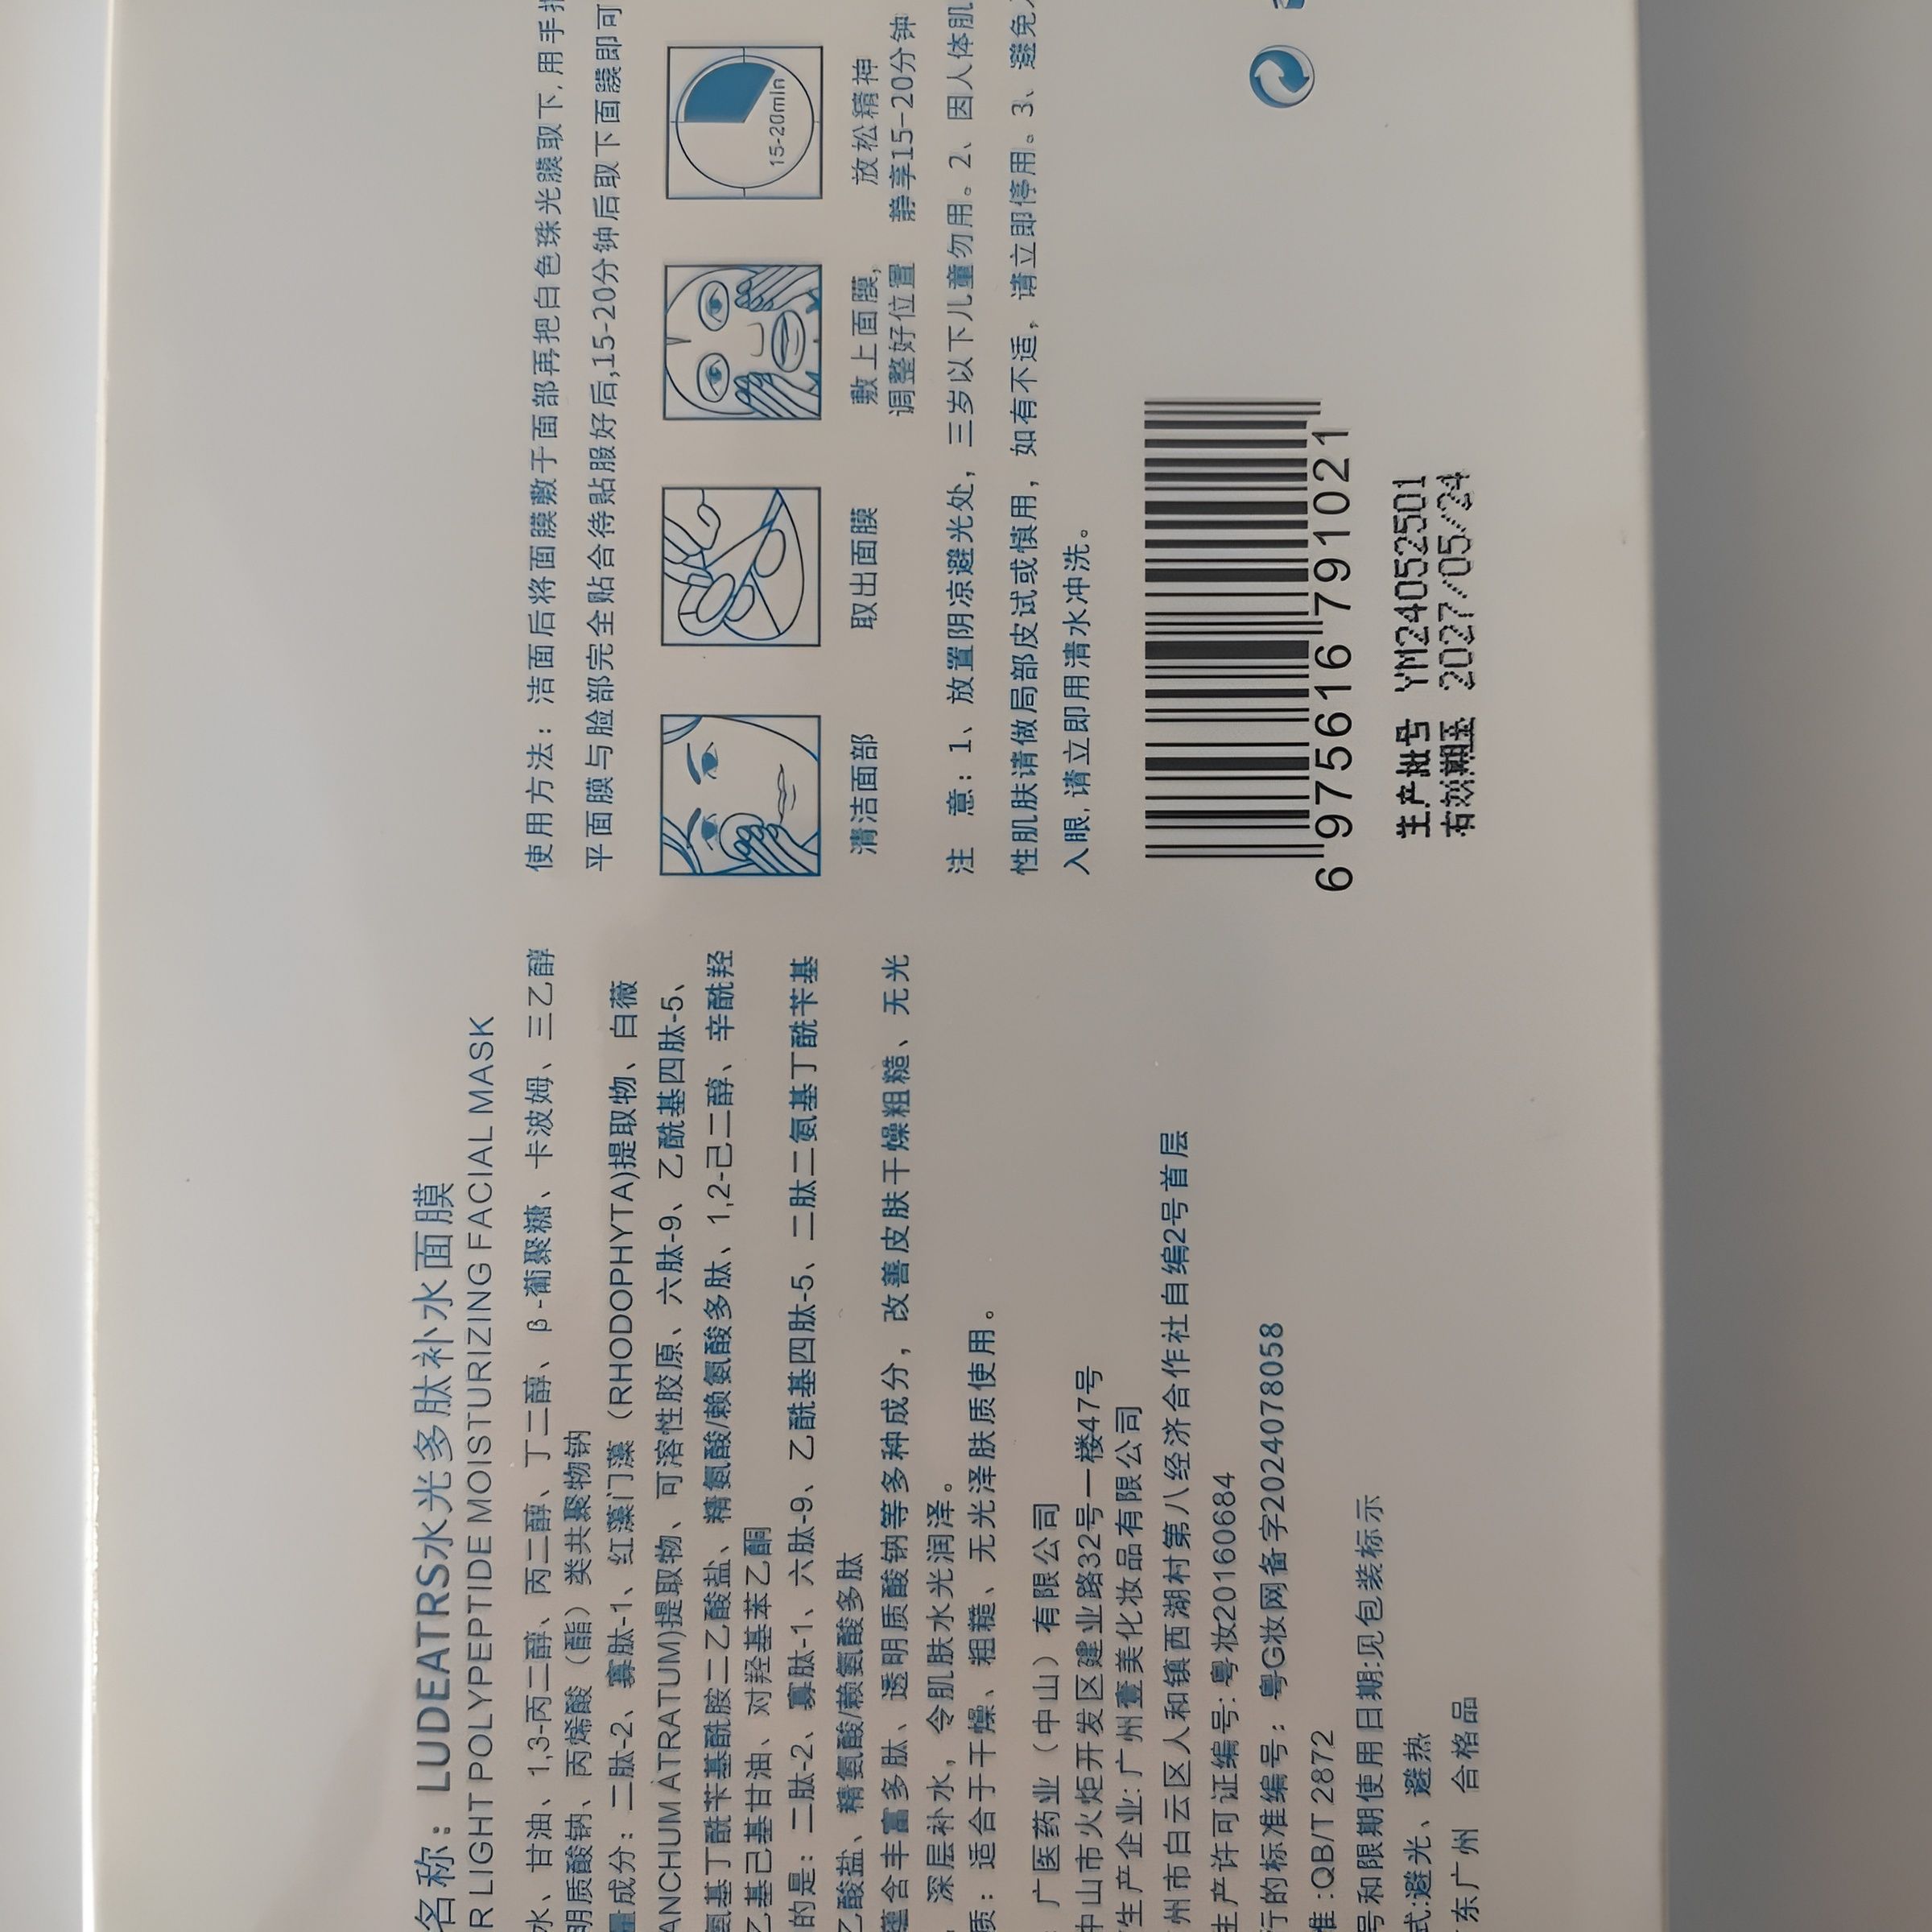 名称：LUDEATRS水光多肽补水面膜
R LIGHT POLYPEPTIDE MOISTURIZING FACIAL MASK
水、甘油、1,3-丙二醇、丙二醇、丁二醇、β-葡聚糖、卡波姆、三乙醇
明质酸钠、丙烯酸（酯）类共聚物钠
量成分：二肽-2、寡肽-1、红藻门藻（RHODOPHYTA)提取物、白薇
ANCHUM ATRATUM)提取物、可溶性胶原、六肽-9、乙酰基四肽-5、
氨基丁酰苄基酰胺二乙酸盐、精氨酸/赖氨酸多肽、1,2-己二醇、辛酰羟
乙基己基甘油、对羟基苯乙酮
的是：二肽-2、寡肽-1、六肽-9、乙酰基四肽-5、二肽二氨基丁酰苄基
乙酸盐、精氨酸/赖氨酸多肽
蕴含丰富多肽、透明质酸钠等多种成分，改善皮肤干燥粗糙、无光
深层补水，令肌肤水光润泽。
质：适合于干燥、粗糙、无光泽肤质使用。
：广医药业（中山）有限公司
中山市火炬开发区建业路32号一楼47号
生产企业:广州壹美化妆品有限公司
州市白云区人和镇西湖村第八经济合作社自编2号首层
生产许可证编号:粤妆20160684
行的标准编号：粤G妆网备字2024078058
准:QB/T 2872
号和限期使用日期:见包装标示
式:避光、避热
东广州 合格品
使用方法：洁面后将面膜敷于面部再把白色珠光膜取下,用手
平面膜与脸部完全贴合待贴服好后,15-20分钟后取下面膜即可
15-20min
清洁面部
取出面膜
敷上面膜，
调整好位置
放松精神
静享15-20分钟
注 意：1、放置阴凉避光处，三岁以下儿童勿用。2、因人体肌
性肌肤请做局部皮试或慎用，如有不适，请立即停用。3、避免
入眼,请立即用清水冲洗。
6 975616 791021
生产批号 YM24052501
有效期至 2027/05/24